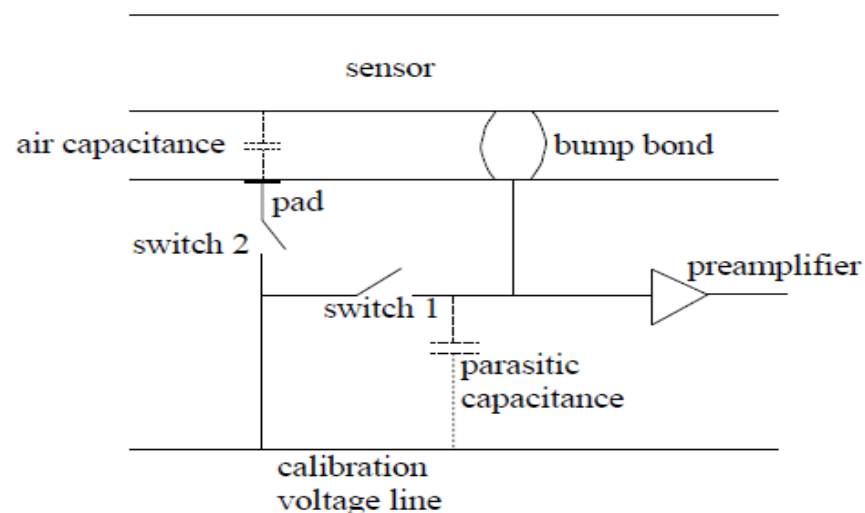 sensor
air capacitance
bump bond
pad
switch 2
preamplifier
switch 1
parasitic
capacitance
calibration
voltage line